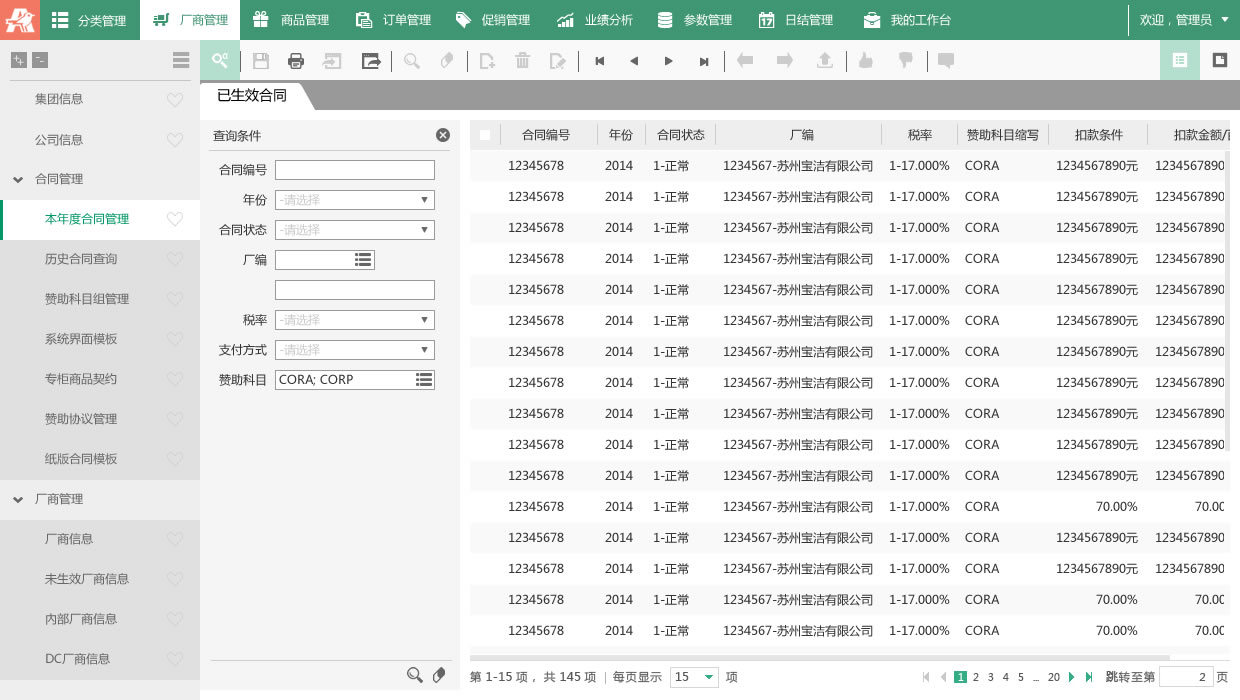 分类管理 厂商管理 商品管理 订单管理 促销管理 业绩分析 参数管理 日结管理 我的工作台 欢迎，管理员
集团信息
公司信息
合同管理
本年度合同管理
历史合同查询
赞助科目组管理
系统界面模板
专柜商品契约
赞助协议管理
纸版合同模板
厂商管理
厂商信息
未生效厂商信息
内部厂商信息
DC厂商信息
已生效合同
查询条件
合同编号
年份 -请选择
合同状态 -请选择
厂编
税率 -请选择
支付方式 -请选择
赞助科目 CORA; CORP
合同编号 年份 合同状态 厂编 税率 赞助科目缩写 扣款条件 扣款金额/
12345678 2014 1-正常 1234567-苏州宝洁有限公司 1-17.000% CORA 1234567890元 1234567890
12345678 2014 1-正常 1234567-苏州宝洁有限公司 1-17.000% CORA 1234567890元 1234567890
12345678 2014 1-正常 1234567-苏州宝洁有限公司 1-17.000% CORA 1234567890元 1234567890
12345678 2014 1-正常 1234567-苏州宝洁有限公司 1-17.000% CORA 1234567890元 1234567890
12345678 2014 1-正常 1234567-苏州宝洁有限公司 1-17.000% CORA 1234567890元 1234567890
12345678 2014 1-正常 1234567-苏州宝洁有限公司 1-17.000% CORA 1234567890元 1234567890
12345678 2014 1-正常 1234567-苏州宝洁有限公司 1-17.000% CORA 1234567890元 1234567890
12345678 2014 1-正常 1234567-苏州宝洁有限公司 1-17.000% CORA 1234567890元 1234567890
12345678 2014 1-正常 1234567-苏州宝洁有限公司 1-17.000% CORA 1234567890元 1234567890
12345678 2014 1-正常 1234567-苏州宝洁有限公司 1-17.000% CORA 1234567890元 1234567890
12345678 2014 1-正常 1234567-苏州宝洁有限公司 1-17.000% CORA 1234567890元 1234567890
12345678 2014 1-正常 1234567-苏州宝洁有限公司 1-17.000% CORA 70.00% 70.00
12345678 2014 1-正常 1234567-苏州宝洁有限公司 1-17.000% CORA 1234567890元 1234567890
12345678 2014 1-正常 1234567-苏州宝洁有限公司 1-17.000% CORA 1234567890元 1234567890
12345678 2014 1-正常 1234567-苏州宝洁有限公司 1-17.000% CORA 70.00% 70.00
12345678 2014 1-正常 1234567-苏州宝洁有限公司 1-17.000% CORA 70.00% 70.00
第 1-15 项，共 145 项 | 每页显示 15 项 1 2 3 4 5 ... 20 跳转至第 2 页